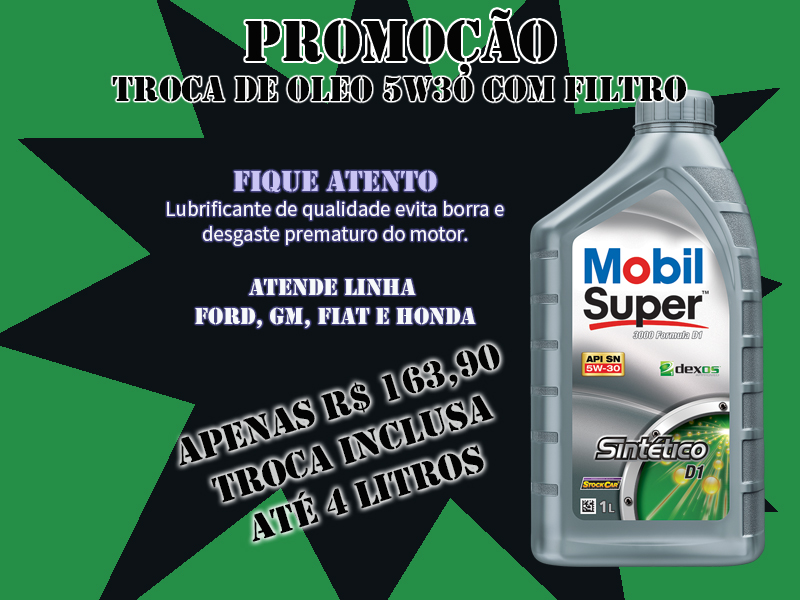 PROMOÇÃO
TROCA DE OLEO 5W30 COM FILTRO
FIQUE ATENTO
Lubrificante de qualidade evita borra e
desgaste prematuro do motor.
ATENDE LINHA
FORD, GM, FIAT E HONDA
APENAS R$ 163,90
TROCA INCLUSA
ATÉ 4 LITROS
Mobil
Super™
3000 Formula D1
API SN
5W-30
dexos
Sintético
D1
STOCK CAR
1L